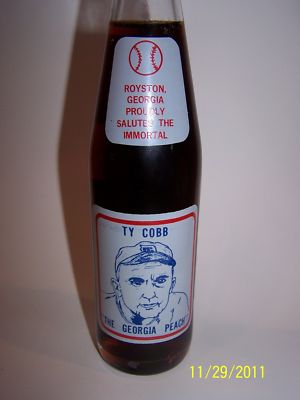 ROYSTON,
GEORGIA
PROUDLY
SALUTES THE
IMMORTAL
TY COBB
"THE GEORGIA PEACH"
11/29/2011